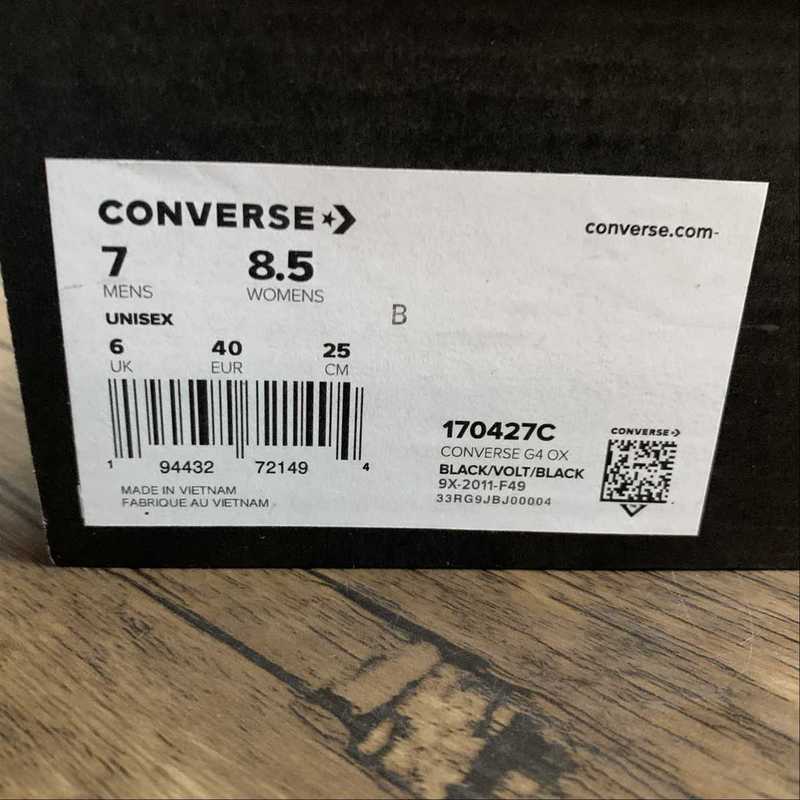 CONVERSE
converse.com-
7 8.5
MENS WOMENS
UNISEX
B
6 40 25
UK EUR CM
1 94432 72149 4
MADE IN VIETNAM
FABRIQUE AU VIETNAM
170427C
CONVERSE G4 OX
BLACK/VOLT/BLACK
9X-2011-F49
33RG9JBJ00004
CONVERSE